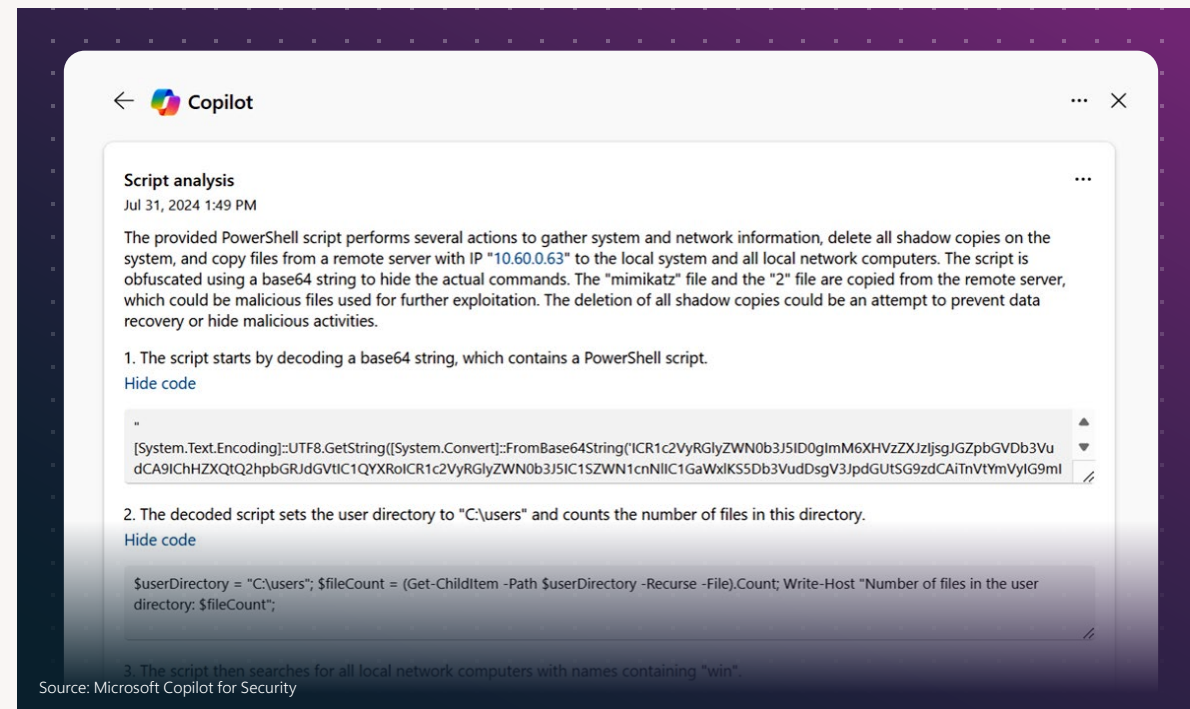 Copilot
Script analysis
Jul 31, 2024 1:49 PM
The provided PowerShell script performs several actions to gather system and network information, delete all shadow copies on the
system, and copy files from a remote server with IP "10.60.0.63" to the local system and all local network computers. The script is
obfuscated using a base64 string to hide the actual commands. The "mimikatz" file and the "2" file are copied from the remote server,
which could be malicious files used for further exploitation. The deletion of all shadow copies could be an attempt to prevent data
recovery or hide malicious activities.
1. The script starts by decoding a base64 string, which contains a PowerShell script.
Hide code
"
[System.Text.Encoding]::UTF8.GetString([System.Convert]::FromBase64String('ICR1c2VyRGlyZWN0b3J5ID0gImM6XHVzZXJzIjsgJGZpbGVDb3Vu
dCA9IChHZXQtQ2hpbGRJdGVtIC1QYXRoICR1c2VyRGlyZWN0b3J5IC1SZWN1cnNlIC1GaWxlKS5Db3VudDsgV3JpdGUtSG9zdCAiTnVtYmVyIG9mI
2. The decoded script sets the user directory to "C:\users" and counts the number of files in this directory.
Hide code
$userDirectory = "C:\users"; $fileCount = (Get-ChildItem -Path $userDirectory -Recurse -File).Count; Write-Host "Number of files in the user
directory: $fileCount";
3. The script then searches for all local network computers with names containing "win".
Source: Microsoft Copilot for Security